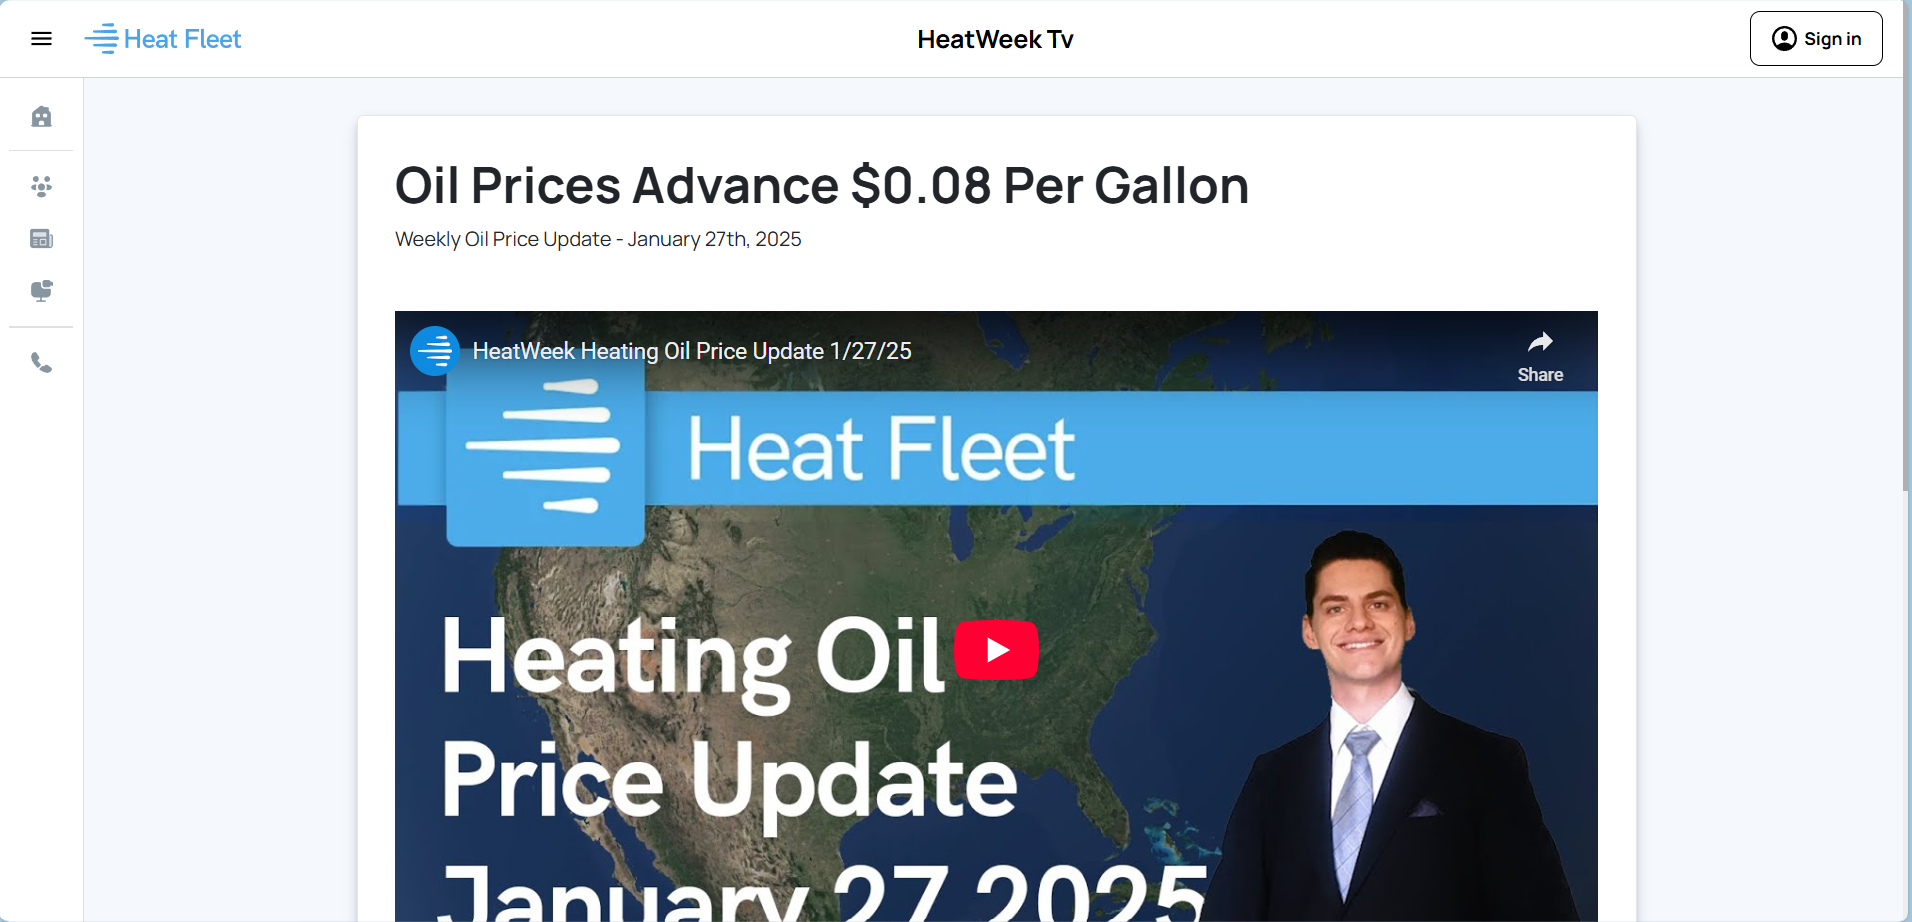 Heat Fleet
HeatWeek Tv
Sign in
Oil Prices Advance $0.08 Per Gallon
Weekly Oil Price Update - January 27th, 2025
HeatWeek Heating Oil Price Update 1/27/25
Share
Heat Fleet
Heating Oil
Price Update
January 27 2025